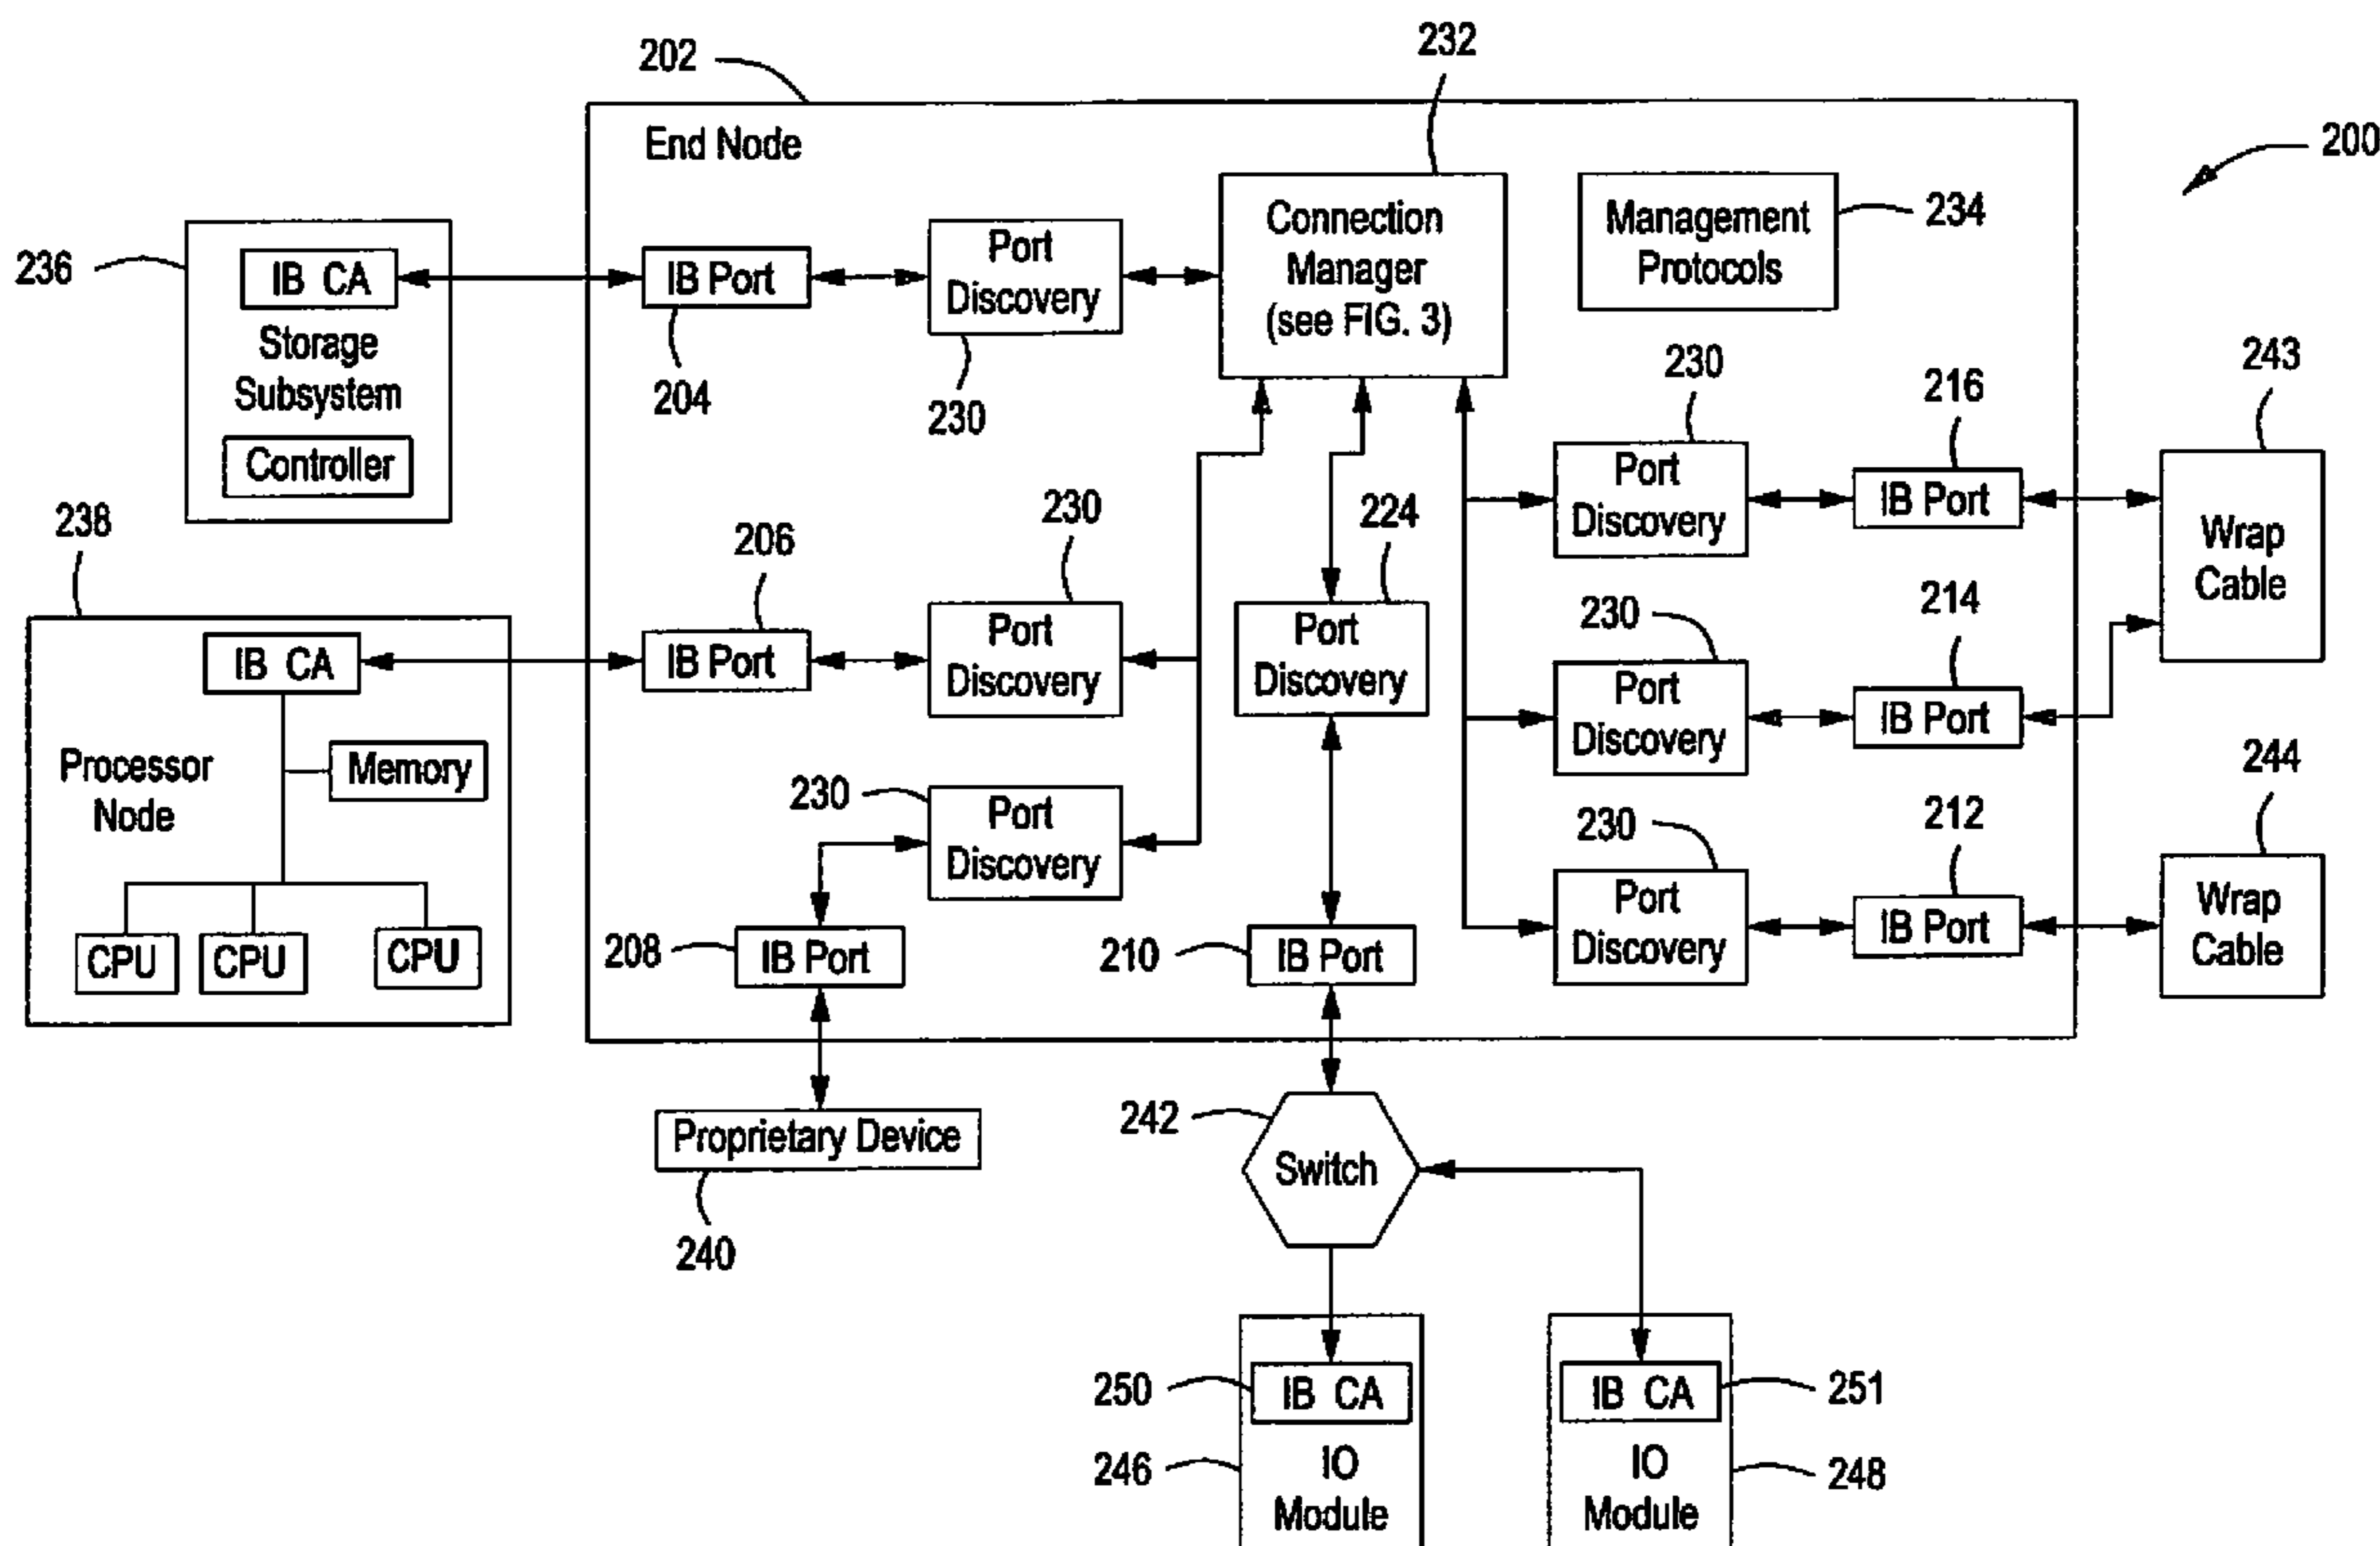 232
202
200
End Node
Connection
Manager
(see FIG. 3)
Management
Protocols
234
236
IB CA
Storage
Subsystem
Controller
IB Port
204
Port
Discovery
230
230
216
243
Port
Discovery
IB Port
Wrap
Cable
238
206
230
224
IB CA
Processor
Node
Memory
CPU
CPU
CPU
IB Port
Port
Discovery
Port
Discovery
230
214
Port
Discovery
IB Port
244
230
Port
Discovery
230
212
Port
Discovery
IB Port
Wrap
Cable
208
IB Port
210
IB Port
Proprietary Device
240
242
Switch
250
IB CA
246
IO
Module
IB CA
251
IO
Module
248